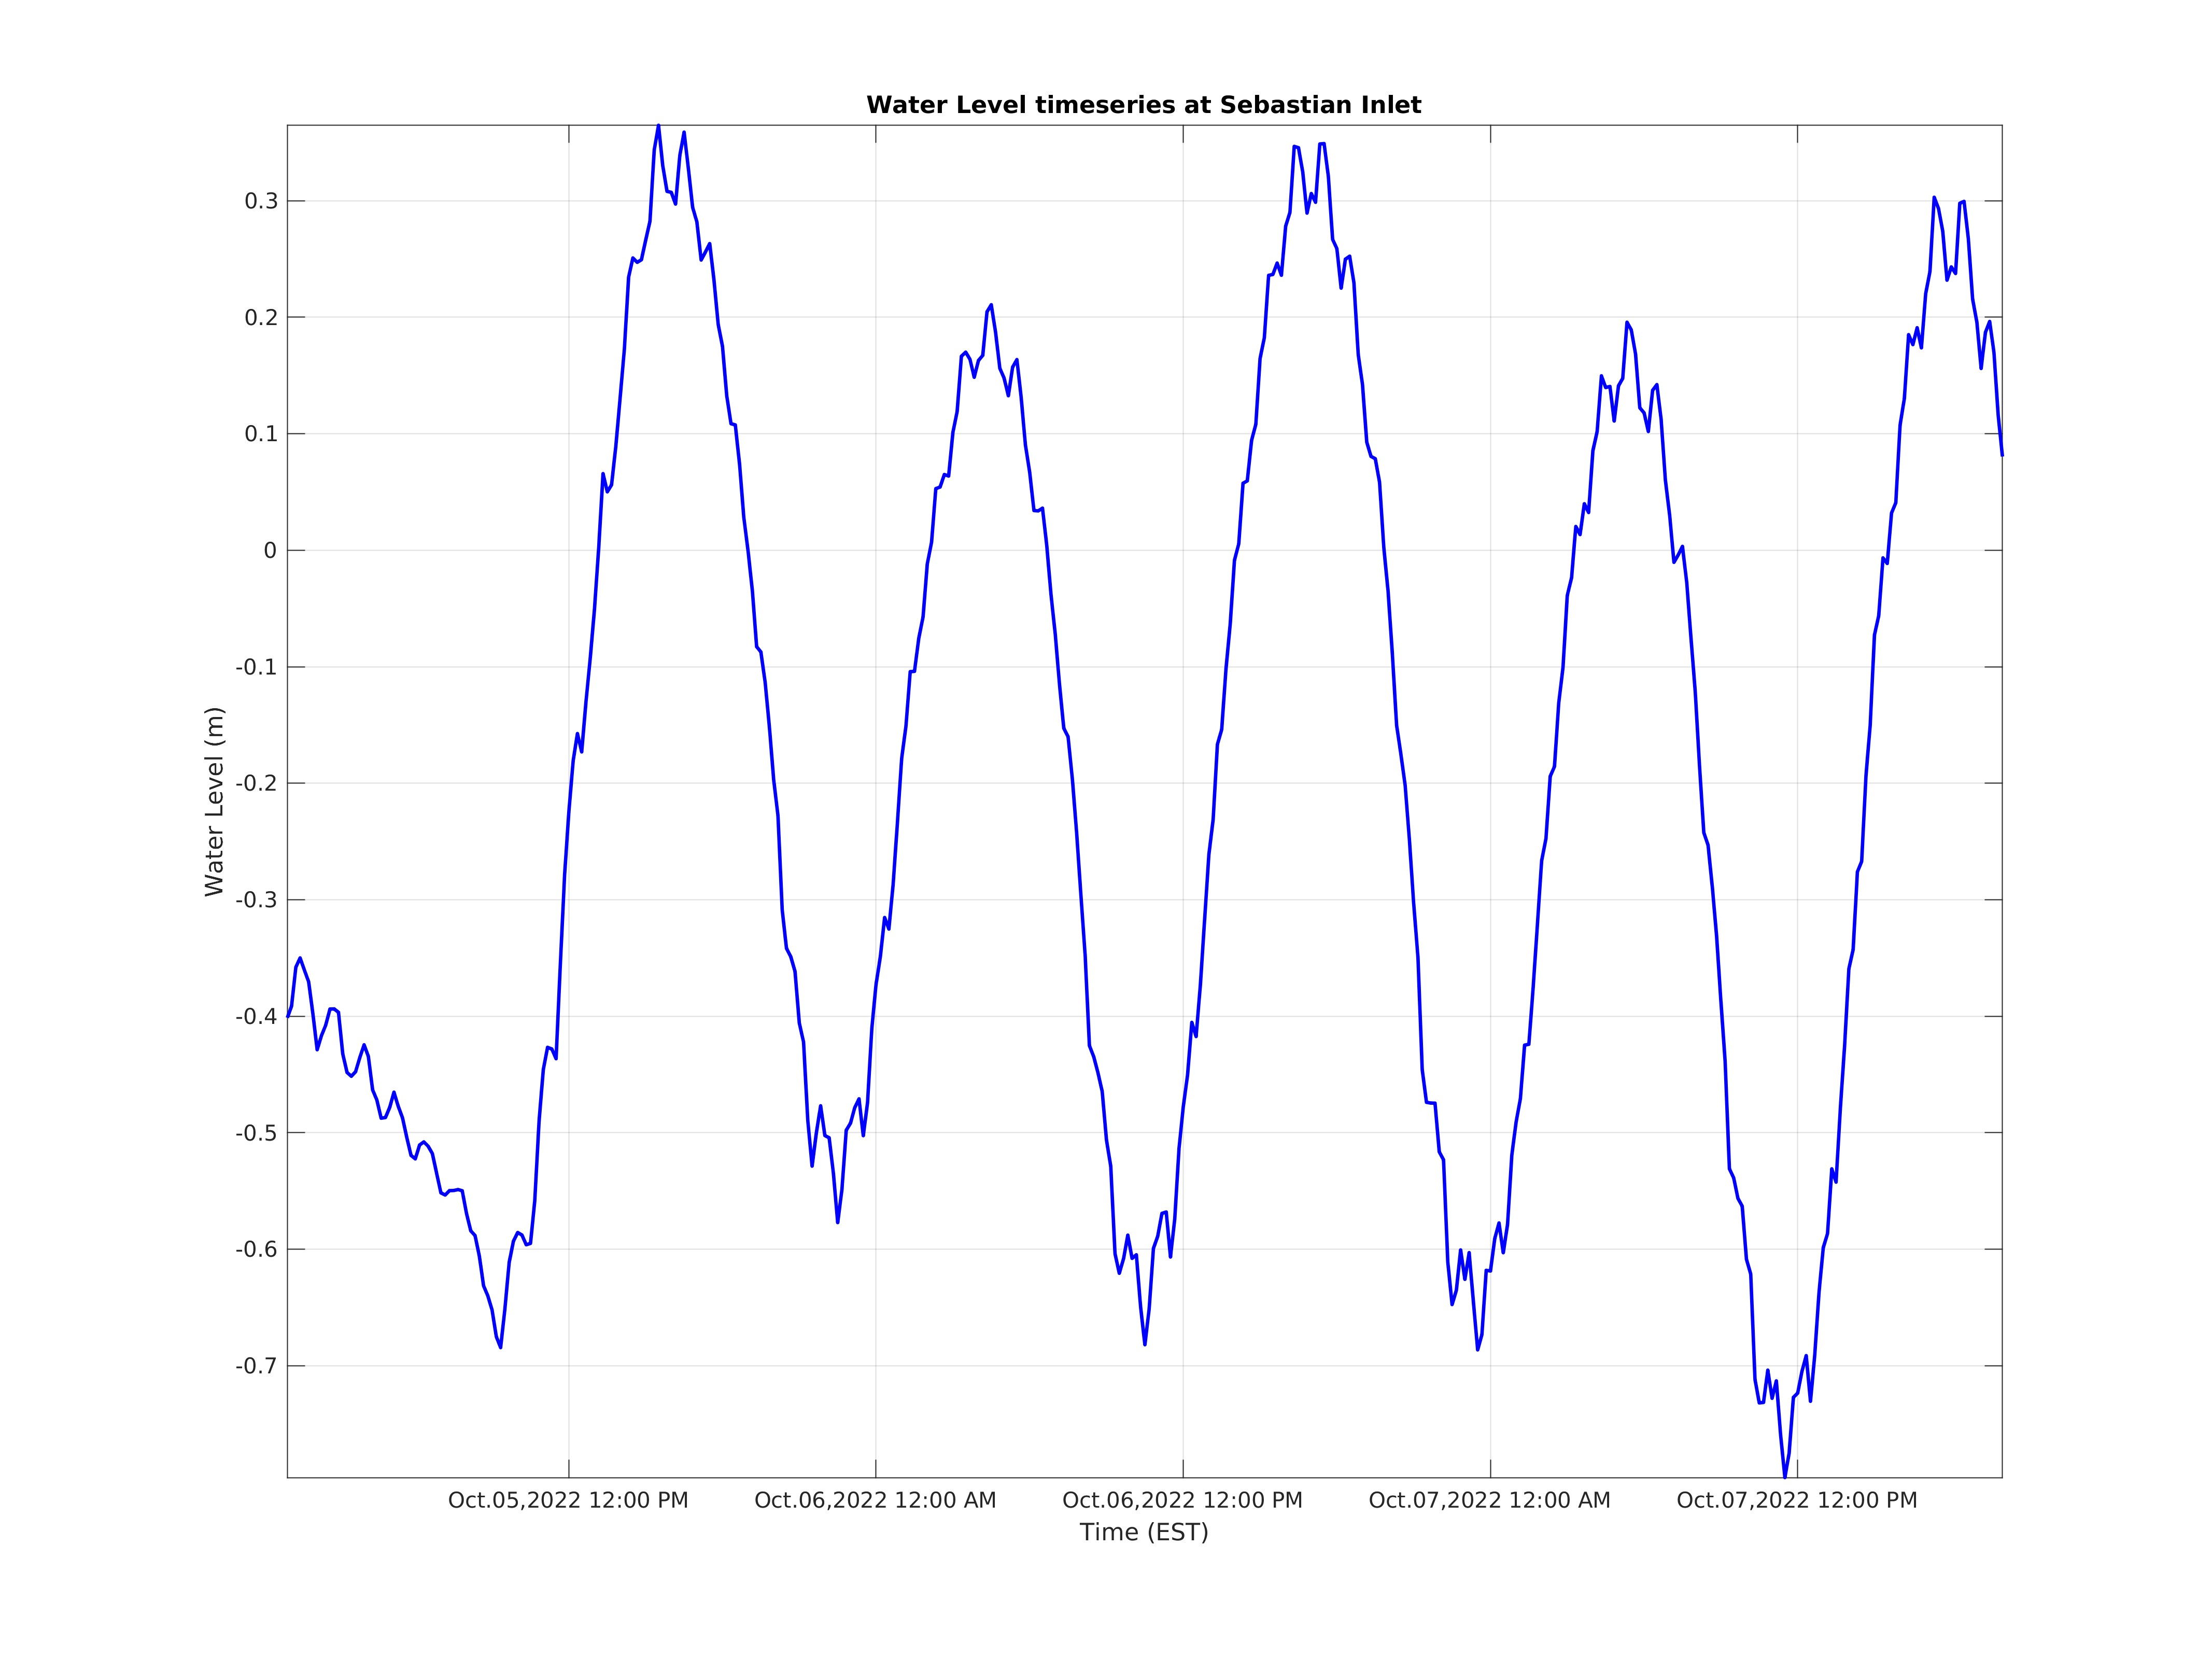 Water Level timeseries at Sebastian Inlet
0.3
0.2
0.1
0
-0.1
-0.2
-0.3
-0.4
-0.5
-0.6
-0.7
Water Level (m)
Oct.05,2022 12:00 PM
Oct.06,2022 12:00 AM
Oct.06,2022 12:00 PM
Oct.07,2022 12:00 AM
Oct.07,2022 12:00 PM
Time (EST)